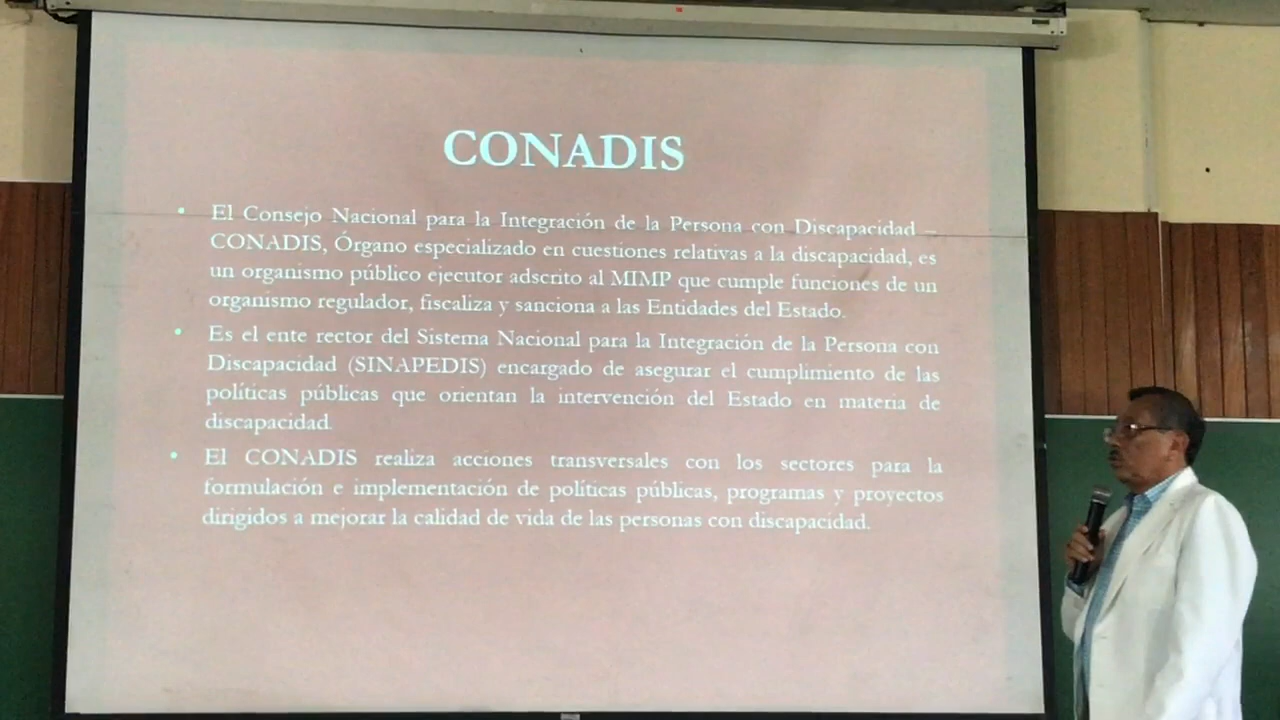 CONADIS
• El Consejo Nacional para la Integración de la Persona con Discapacidad –
CONADIS, Órgano especializado en cuestiones relativas a la discapacidad, es
un organismo público ejecutor adscrito al MIMP que cumple funciones de un
organismo regulador, fiscaliza y sanciona a las Entidades del Estado.
• Es el ente rector del Sistema Nacional para la Integración de la Persona con
Discapacidad (SINAPEDIS) encargado de asegurar el cumplimiento de las
políticas públicas que orientan la intervención del Estado en materia de
discapacidad.
• El CONADIS realiza acciones transversales con los sectores para la
formulación e implementación de políticas públicas, programas y proyectos
dirigidos a mejorar la calidad de vida de las personas con discapacidad.